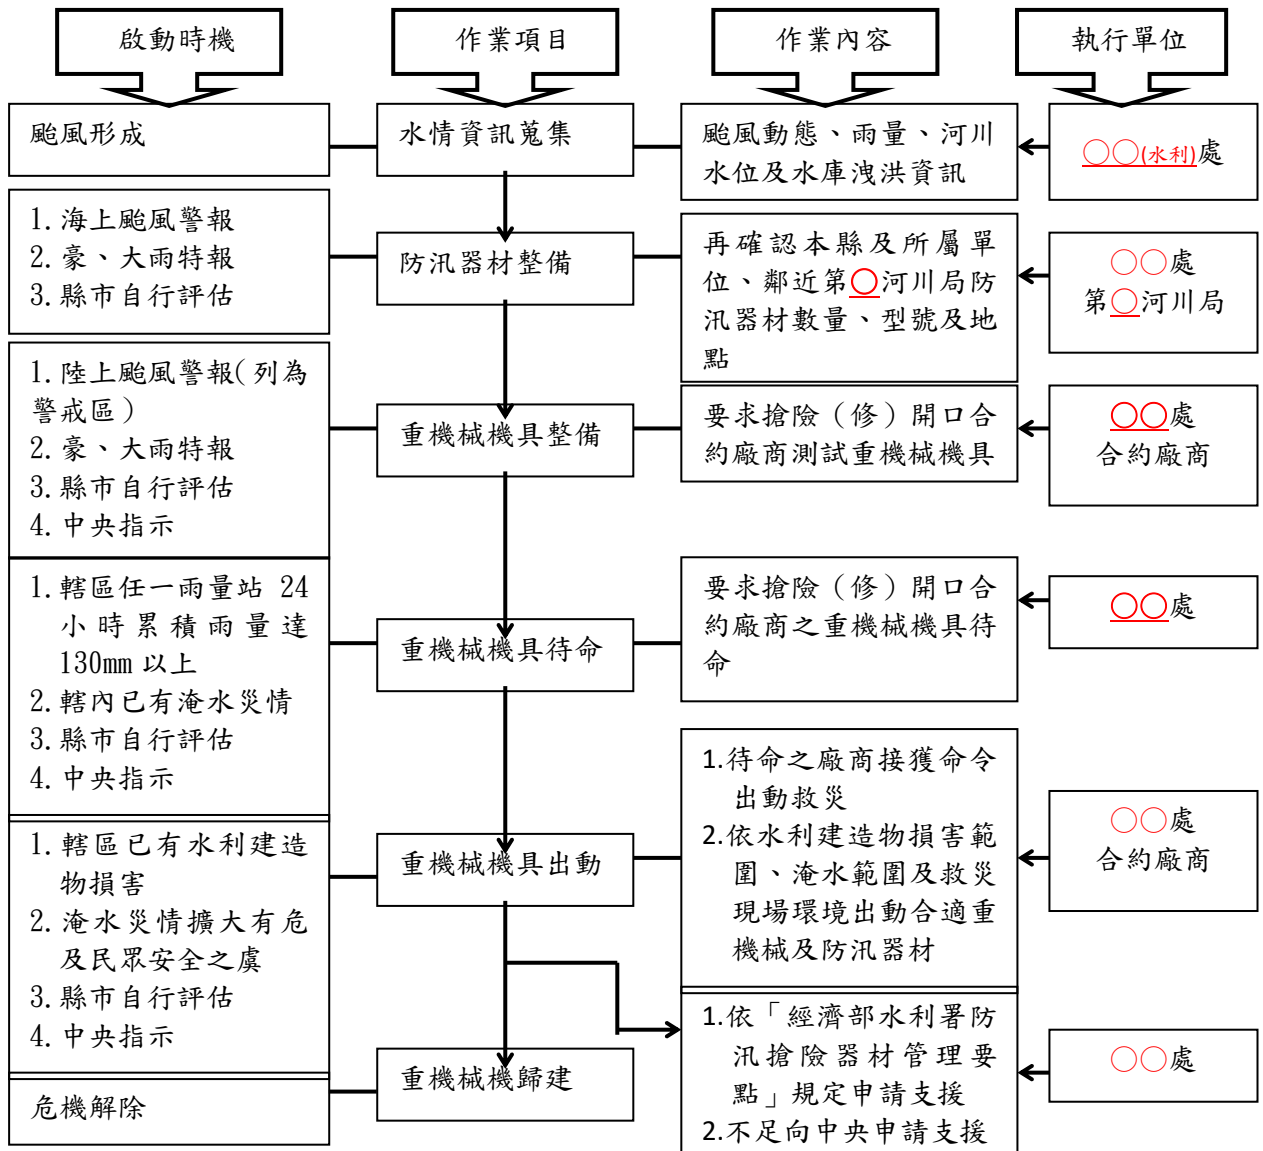 啟動時機
作業項目
作業內容
執行單位
颱風形成
水情資訊蒐集
颱風動態、雨量、河川
水位及水庫洩洪資訊
○○(水利)處
1.海上颱風警報
2.豪、大雨特報
3.縣市自行評估
防汛器材整備
再確認本縣及所屬單
位、鄰近第○河川局防
汛器材數量、型號及地
點
○○處
第○河川局
1.陸上颱風警報(列為
警戒區)
2.豪、大雨特報
3.縣市自行評估
4.中央指示
重機械機具整備
要求搶險（修）開口合
約廠商測試重機械機具
○○處
合約廠商
1.轄區任一雨量站 24
小時累積雨量達
130mm 以上
2.轄內已有淹水災情
3.縣市自行評估
4.中央指示
重機械機具待命
要求搶險（修）開口合
約廠商之重機械機具待
命
○○處
1.轄區已有水利建造
物損害
2.淹水災情擴大有危
及民眾安全之虞
3.縣市自行評估
4.中央指示
重機械機具出動
1.待命之廠商接獲命令
出動救災
2.依水利建造物損害範
圍、淹水範圍及救災
現場環境出動合適重
機械及防汛器材
○○處
合約廠商
危機解除
重機械機歸建
1.依「經濟部水利署防
汛搶險器材管理要
點」規定申請支援
2.不足向中央申請支援
○○處